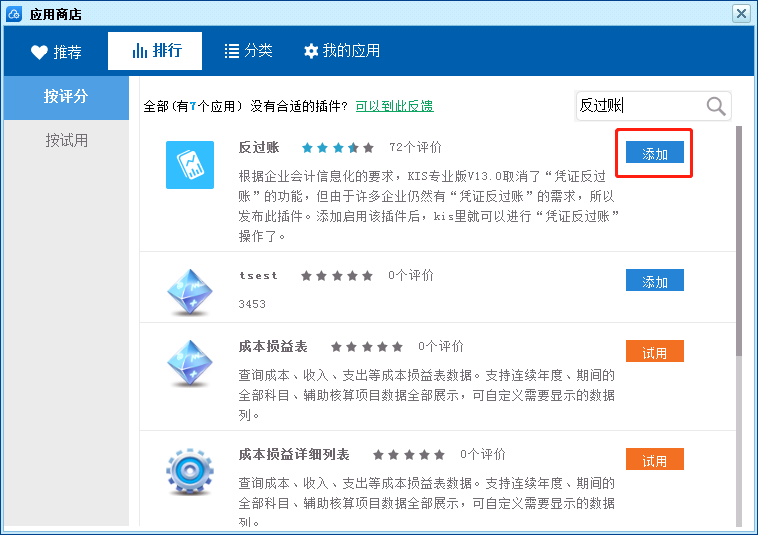 应用商店
推荐
排行
分类
我的应用
按评分
按试用
全部(有7个应用) 没有合适的插件? 可以到此反馈
反过账
反过账 72个评价
添加
根据企业会计信息化的要求，KIS专业版V13.0取消了“凭证反过
账”的功能，但由于许多企业仍然有“凭证反过账”的需求，所以
发布此插件。添加启用该插件后，kis里就可以进行“凭证反过账”
操作了。
tsest 0个评价
添加
3453
成本损益表 0个评价
试用
查询成本、收入、支出等成本损益表数据。支持连续年度、期间的
全部科目、辅助核算项目数据全部展示，可自定义需要显示的数据
列。
成本损益详细列表 0个评价
试用
查询成本、收入、支出等成本损益表数据。支持连续年度、期间的
全部科目、辅助核算项目数据全部展示，可自定义需要显示的数据
列。